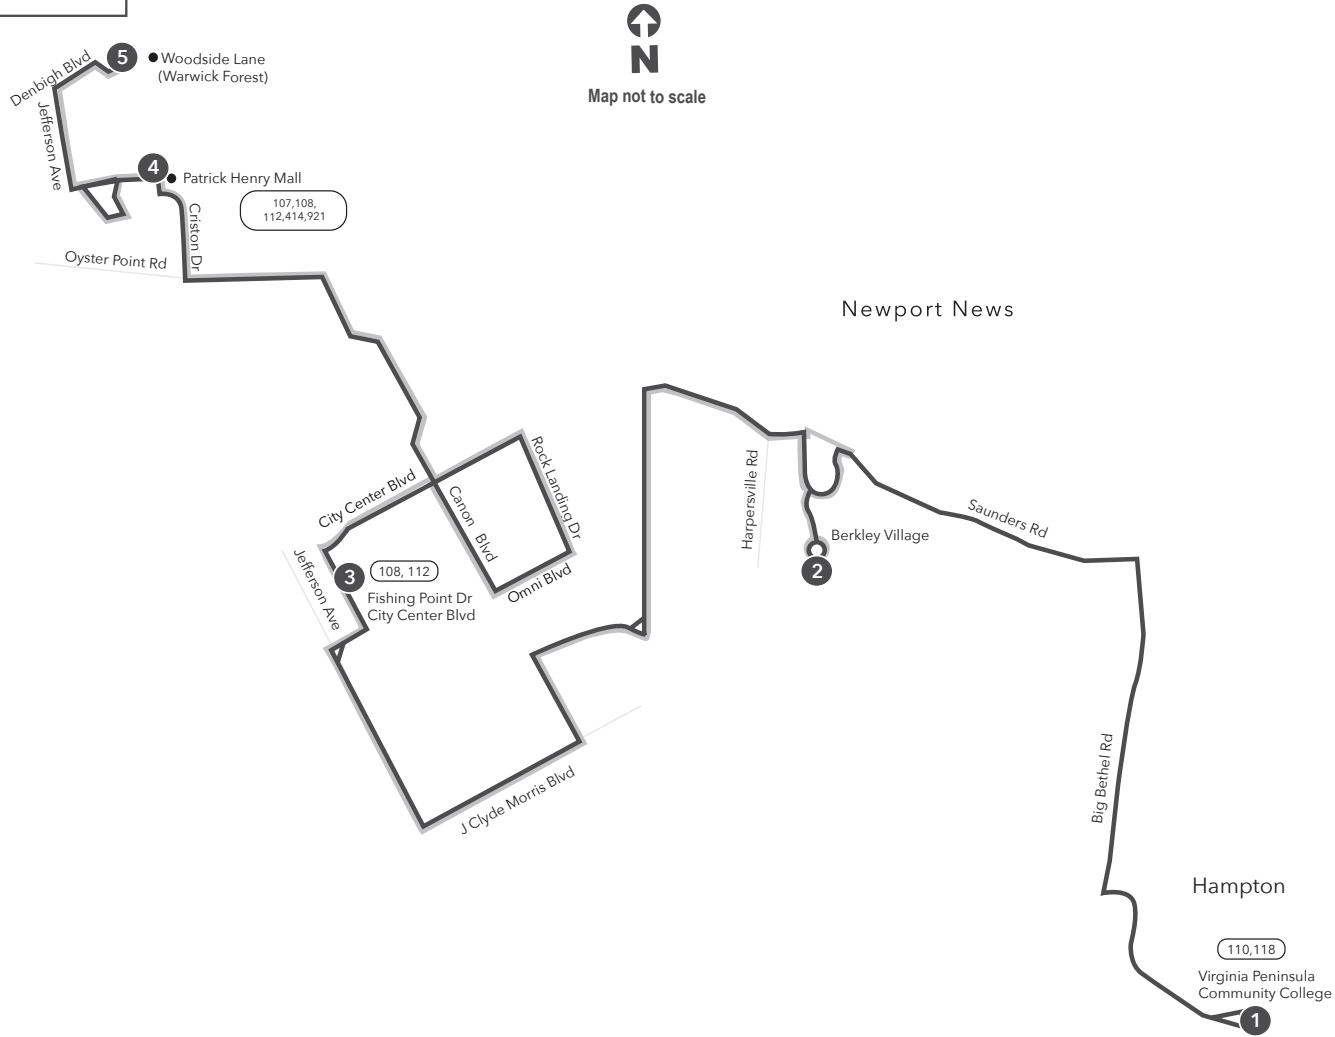 N
Map not to scale
5
Woodside Lane
(Warwick Forest)
Denbigh Blvd
Jefferson Ave
4
Patrick Henry Mall
107,108,
112,414,921
Criston Dr
Oyster Point Rd
Newport News
City Center Blvd
Rock Landing Dr
Canon Blvd
Omni Blvd
Jefferson Ave
3
108, 112
Fishing Point Dr
City Center Blvd
J Clyde Morris Blvd
Harpersville Rd
Saunders Rd
Berkley Village
2
Big Bethel Rd
Hampton
110,118
Virginia Peninsula
Community College
1